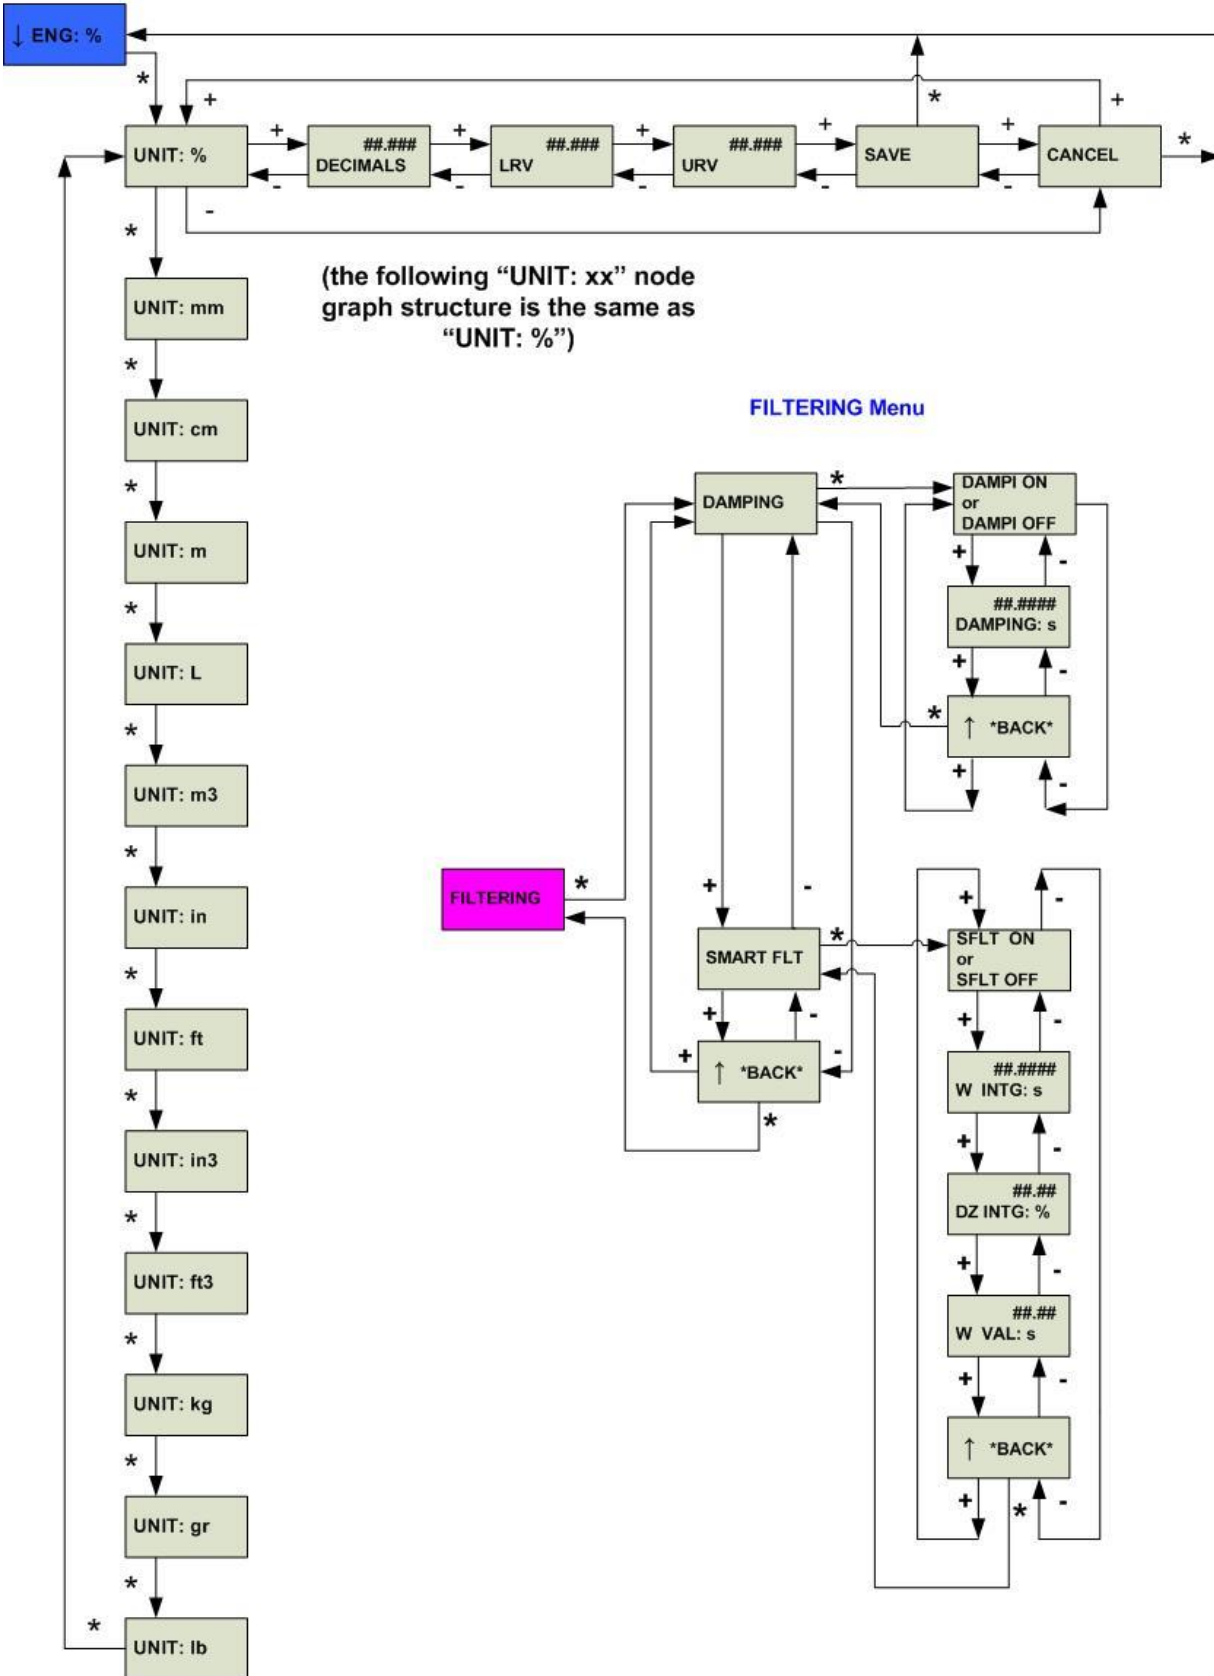 ↓ ENG: %
*
+
*
+
UNIT: %
+
-
##.###
DECIMALS
+
-
##.###
LRV
+
-
##.###
URV
+
-
SAVE
+
-
CANCEL
*
*
-
(the following “UNIT: xx” node
graph structure is the same as
“UNIT: %”)
UNIT: mm
*
UNIT: cm
*
UNIT: m
*
UNIT: L
*
UNIT: m3
*
UNIT: in
*
UNIT: ft
*
UNIT: in3
*
UNIT: ft3
*
UNIT: kg
*
UNIT: gr
*
UNIT: lb
*
FILTERING Menu
FILTERING
*
DAMPING
*
+
-
SMART FLT
*
+
-
+
↑ *BACK*
-
*
DAMPI ON
or
DAMPI OFF
+
-
##.####
DAMPING: s
+
-
*
↑ *BACK*
+
-
+
-
SFLT ON
or
SFLT OFF
+
-
##.####
W INTG: s
+
-
##.##
DZ INTG: %
+
-
##.##
W VAL: s
+
-
↑ *BACK*
+
*
-